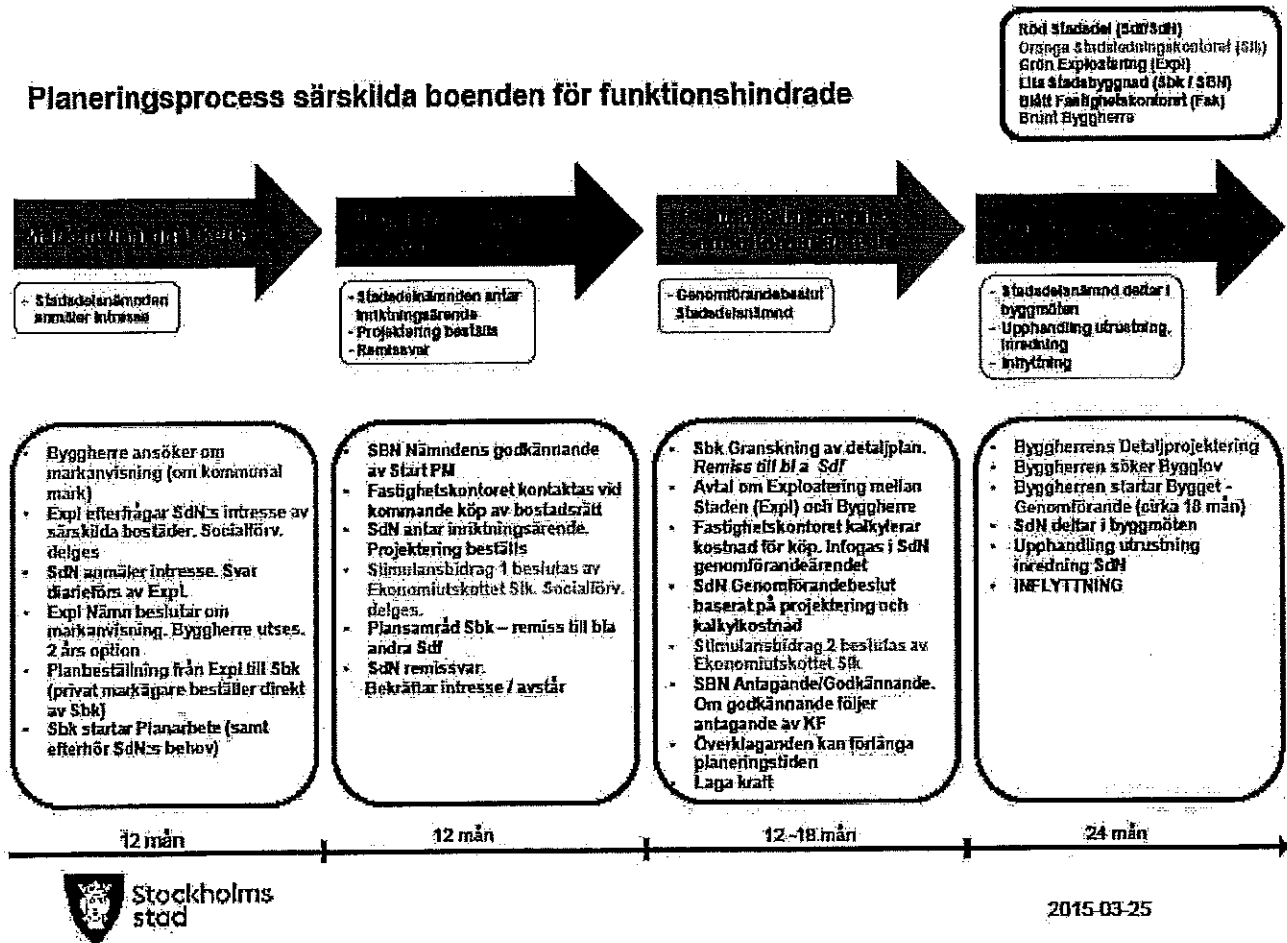 Röd Stadsdel (Sdf/SdN)
Orange Stadsledningskontoret (Slk)
Grön Exploatering (Expl)
Lila Stadsbyggnad (Sbk / SBN)
Blått Fastighetskontoret (Fsk)
Brunt Byggherre
Planeringsprocess särskilda boenden för funktionshindrade
- Stadsdelsnämnden
anmäler intresse
- Stadsdelnämnden antar
inriktningsärende
- Projektering beställs
- Remissvar
- Genomförandebeslut
Stadsdelsnämnd
- Stadsdelsnämnd deltar i
byggmöten
- Upphandling utrustning,
inredning
- Inflyttning
• Byggherre ansöker om
markanvisning (om kommunal
mark)
• Expl efterfrågar SdN:s intresse av
särskilda bostäder. Socialförv.
delges
• SdN anmäler intresse. Svar
diarieförs av Expl.
• Expl Nämn beslutar om
markanvisning. Byggherre utses.
2 års option
• Planbeställning från Expl till Sbk
(privat markägare beställer direkt
av Sbk)
• Sbk startar Planarbete (samt
efterhör SdN:s behov)
• SBN Nämndens godkännande
av Start PM
• Fastighetskontoret kontaktas vid
kommande köp av bostadsrätt
• SdN antar inriktningsärende.
Projektering beställs
• Stimulansbidrag 1 beslutas av
Ekonomiutskottet Slk. Socialförv.
delges.
• Plansamråd Sbk – remiss till bla
andra Sdf
• SdN remissvar.
Bekräftar intresse / avstår
• Sbk Granskning av detaljplan.
Remiss till bl a Sdf
• Avtal om Exploatering mellan
Staden (Expl) och Byggherre
• Fastighetskontoret kalkylerar
kostnad för köp. Infogas i SdN
genomförandeärendet
• SdN Genomförandebeslut
baserat på projektering och
kalkylkostnad
• Stimulansbidrag 2 beslutas av
Ekonomiutskottet Slk
• SBN Antagande/Godkännande.
Om godkännande följer
antagande av KF
• Överklaganden kan förlänga
planeringstiden
• Laga kraft
• Byggherrens Detaljprojektering
• Byggherren söker Bygglov
• Byggherren startar Bygget -
Genomförande (cirka 18 mån)
• SdN deltar i byggmöten
• Upphandling utrustning
inredning SdN
• INFLYTTNING
12 mån
12 mån
12 -18 mån
24 mån
Stockholms
stad
2015-03-25